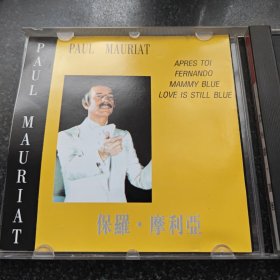 PAUL MAURIAT
PAUL MAURIAT
APRES TOI
FERNANDO
MAMMY BLUE
LOVE IS STILL BLUE
保羅・摩利亞